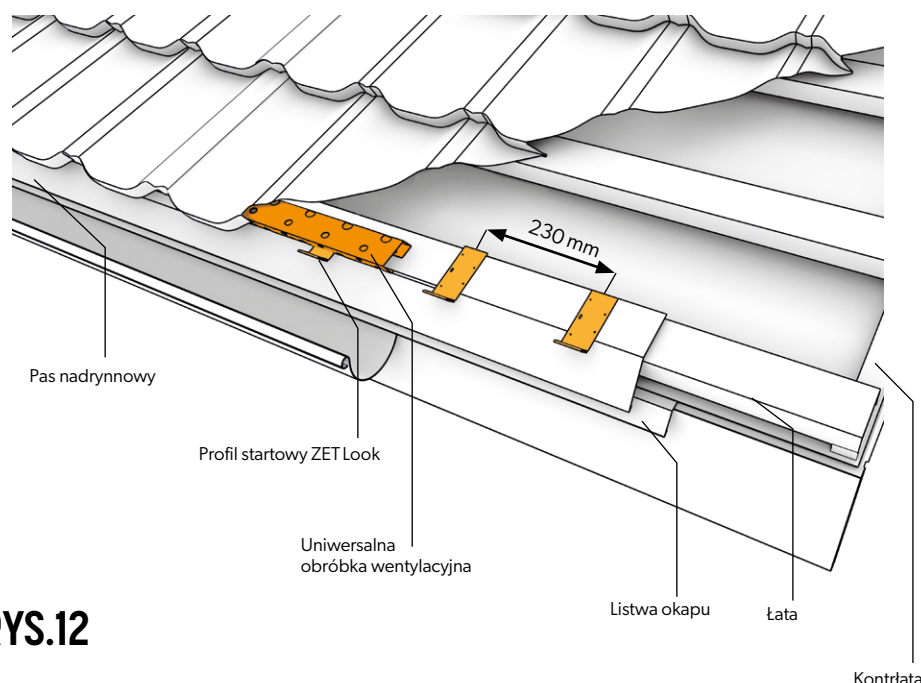 230 mm
Pas nadrynnowy
Profil startowy ZET Look
Uniwersalna
obróbka wentylacyjna
Listwa okapu
Łata
Kontrłata
YS.12